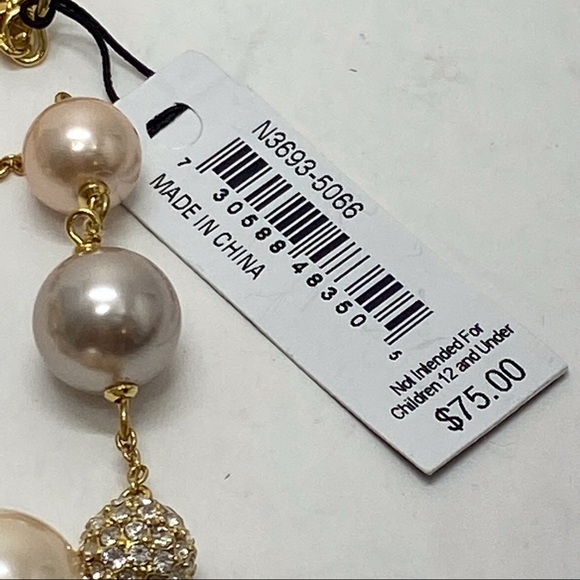 N3693-5066
7 30588 48350 5
MADE IN CHINA
Not Intended For
Children 12 and Under
$75.00